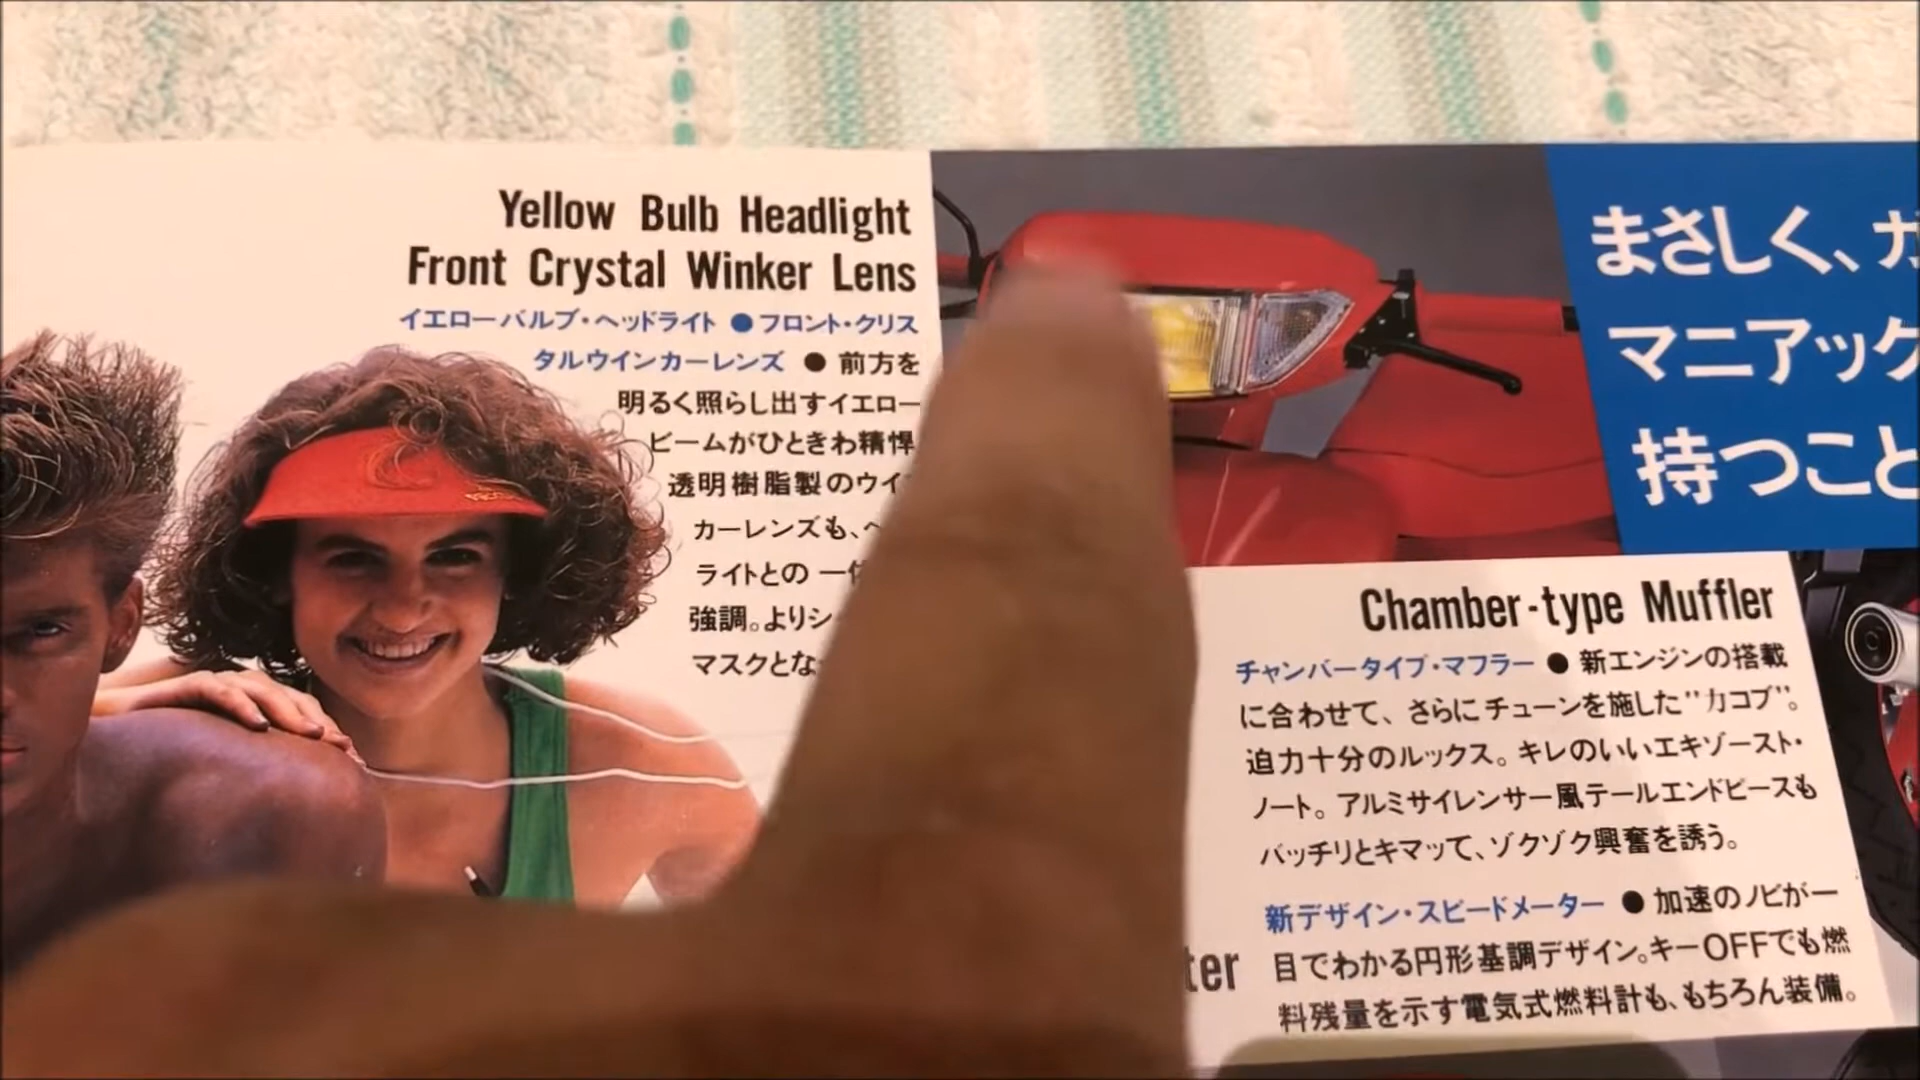 Yellow Bulb Headlight
Front Crystal Winker Lens
イエローバルブ・ヘッドライト ●フロント・クリス
タルウインカーレンズ ●前方を
明るく照らし出すイエロー
ビームがひときわ精悍
透明樹脂製のウイ
カーレンズも、ヘ
ライトとの一体
強調。よりシ
マスクとな
まさしく、ガ
マニアック
持つこと
Chamber-type Muffler
チャンバータイプ・マフラー ●新エンジンの搭載
に合わせて、さらにチューンを施した"力コブ"。
迫力十分のルックス。キレのいいエキゾースト・
ノート。アルミサイレンサー風テールエンドピースも
バッチリとキマッて、ゾクゾク興奮を誘う。
新デザイン・スピードメーター ●加速のノビが一
ter
目でわかる円形基調デザイン。キーOFFでも燃
料残量を示す電気式燃料計も、もちろん装備。